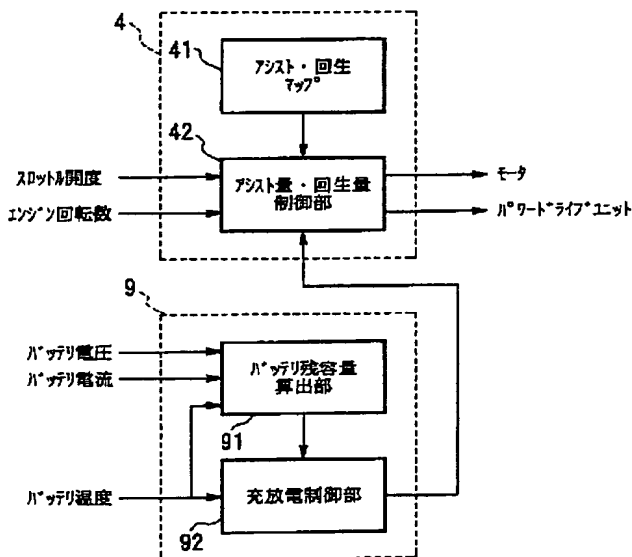 4
41
アシスト・回生
マップ
42
スロットル開度
エンジン回転数
アシスト量・回生量
制御部
モータ
パワードライブユニット
9
バッテリ電圧
バッテリ電流
バッテリ残容量
算出部
91
バッテリ温度
充放電制御部
92